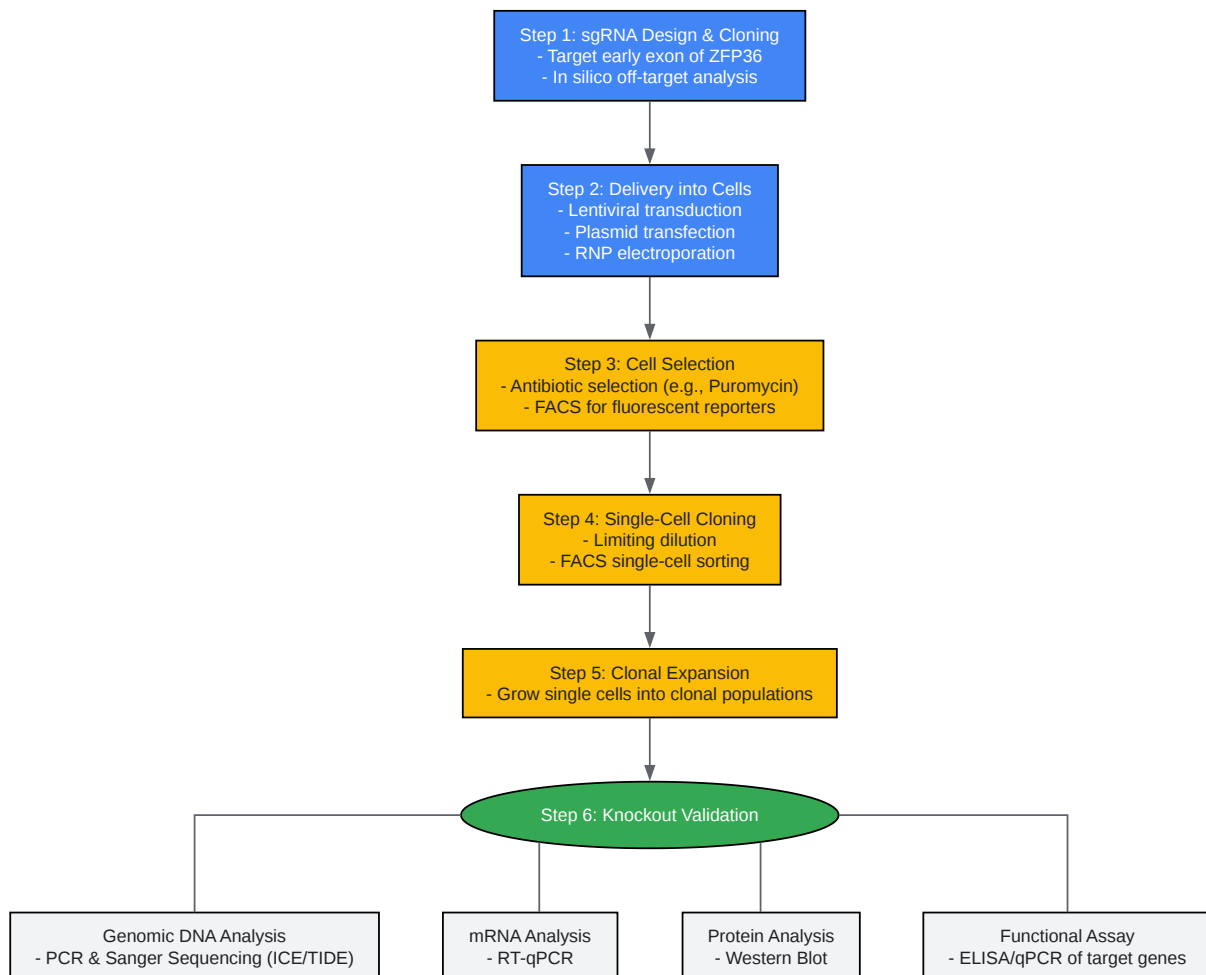 Step 1: sgRNA Design & Cloning
- Target early exon of ZFP36
- In silico off-target analysis
Step 2: Delivery into Cells
- Lentiviral transduction
- Plasmid transfection
- RNP electroporation
Step 3: Cell Selection
- Antibiotic selection (e.g., Puromycin)
- FACS for fluorescent reporters
Step 4: Single-Cell Cloning
- Limiting dilution
- FACS single-cell sorting
Step 5: Clonal Expansion
- Grow single cells into clonal populations
Step 6: Knockout Validation
Genomic DNA Analysis
- PCR & Sanger Sequencing (ICE/TIDE)
mRNA Analysis
- RT-qPCR
Protein Analysis
- Western Blot
Functional Assay
- ELISA/qPCR of target genes